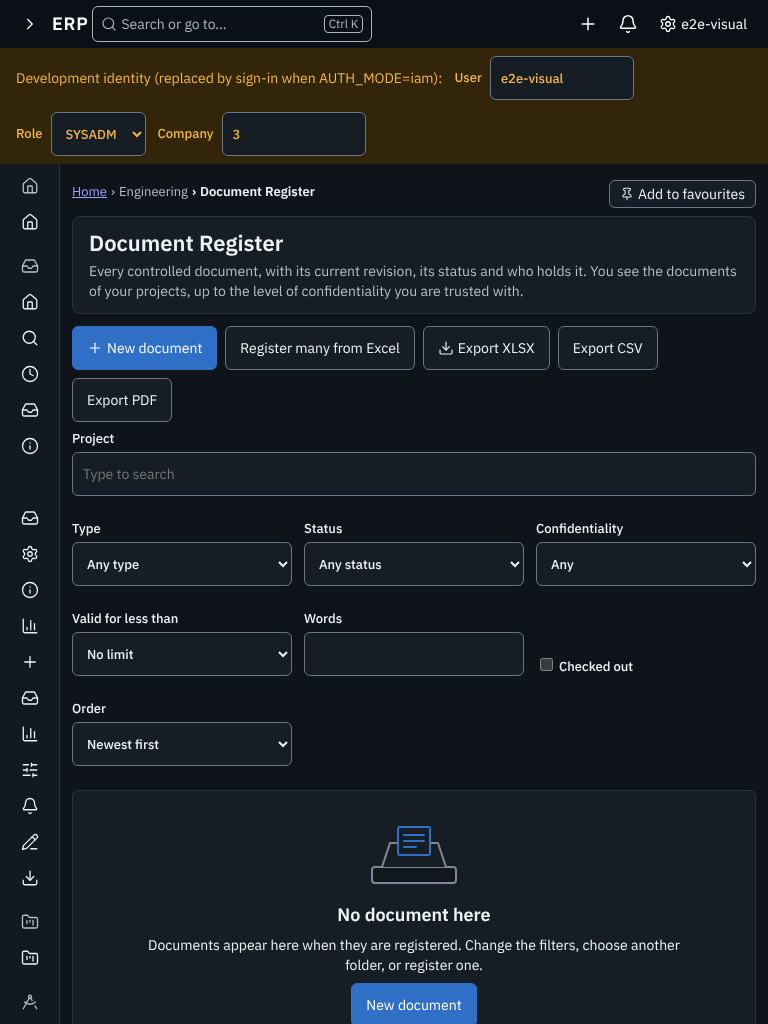 ERP
Search or go to...
Ctrl K
e2e-visual
Development identity (replaced by sign-in when AUTH_MODE=iam):
User
e2e-visual
Role
SYSADM
Company
3
Home › Engineering › Document Register
Add to favourites
Document Register
Every controlled document, with its current revision, its status and who holds it. You see the documents
of your projects, up to the level of confidentiality you are trusted with.
New document
Register many from Excel
Export XLSX
Export CSV
Export PDF
Project
Type to search
Type
Status
Confidentiality
Any type
Any status
Any
Valid for less than
Words
No limit
Checked out
Order
Newest first
No document here
Documents appear here when they are registered. Change the filters, choose another
folder, or register one.
New document